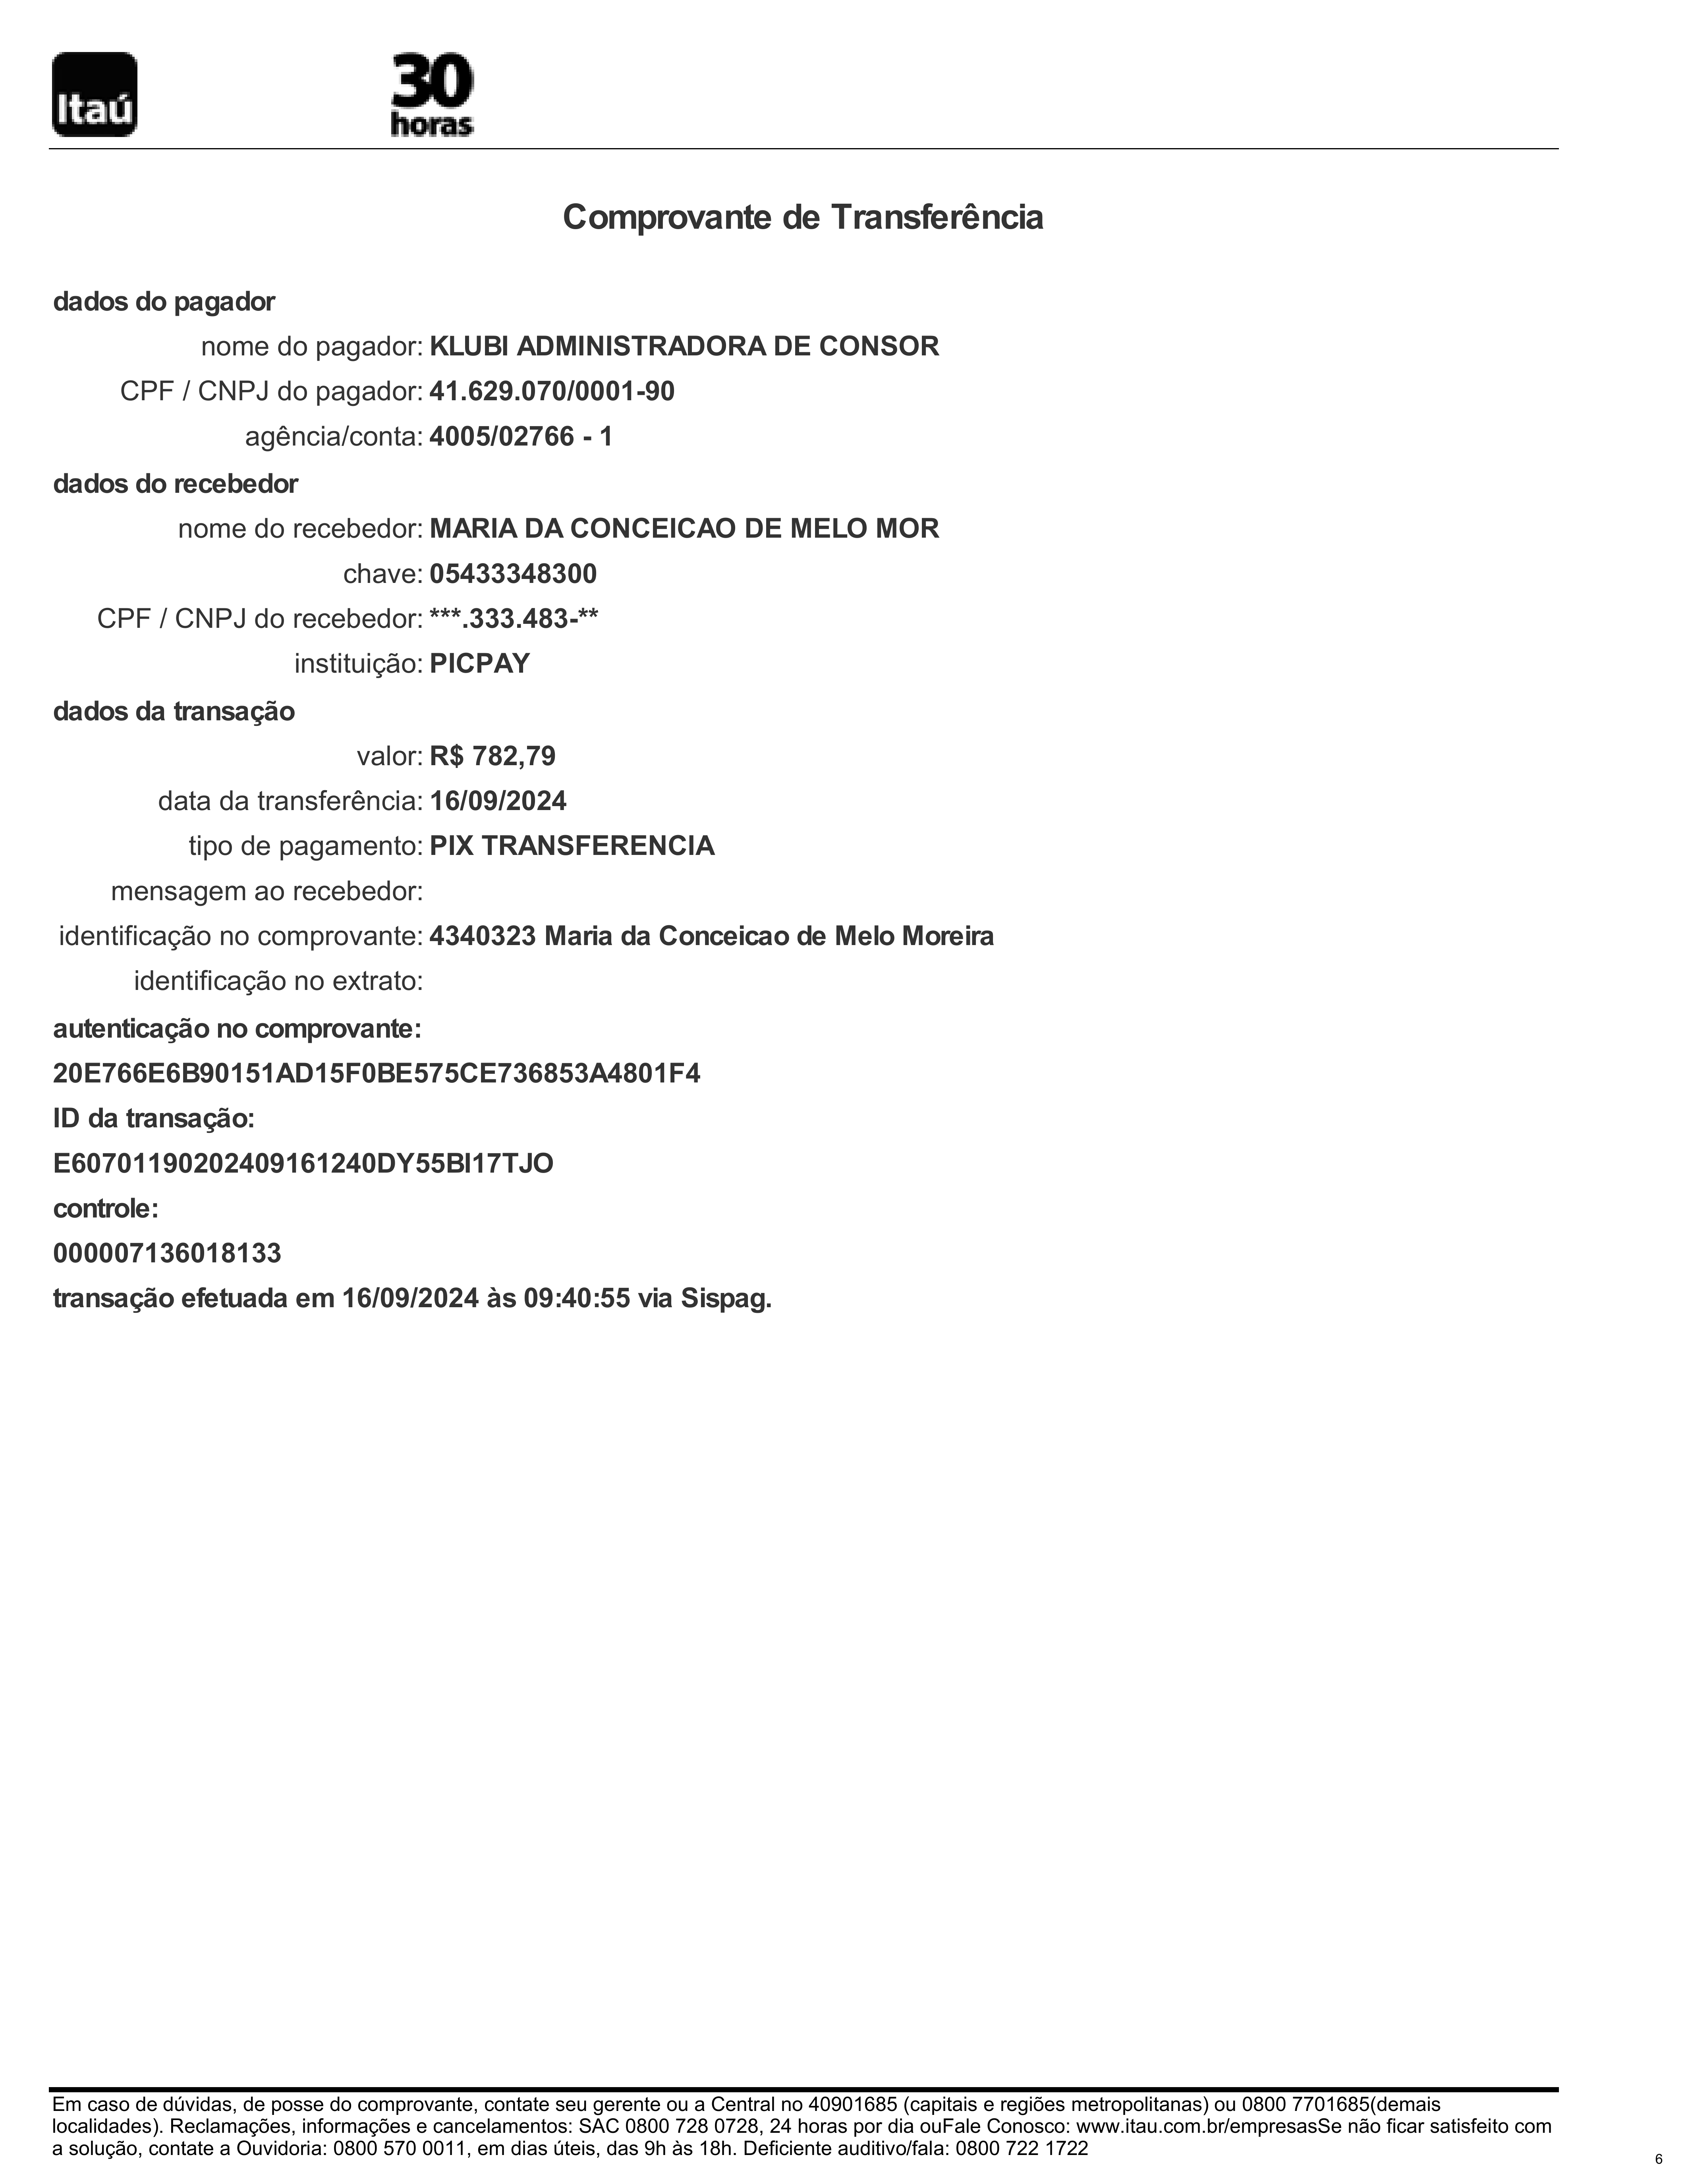 Itaú
30
horas
Comprovante de Transferência
dados do pagador
nome do pagador: KLUBI ADMINISTRADORA DE CONSOR
CPF / CNPJ do pagador: 41.629.070/0001-90
agência/conta: 4005/02766 - 1
dados do recebedor
nome do recebedor: MARIA DA CONCEICAO DE MELO MOR
chave: 05433348300
CPF / CNPJ do recebedor: ***.333.483-**
instituição: PICPAY
dados da transação
valor: R$ 782,79
data da transferência: 16/09/2024
tipo de pagamento: PIX TRANSFERENCIA
mensagem ao recebedor:
identificação no comprovante: 4340323 Maria da Conceicao de Melo Moreira
identificação no extrato:
autenticação no comprovante:
20E766E6B90151AD15F0BE575CE736853A4801F4
ID da transação:
E60701190202409161240DY55BI17TJO
controle:
000007136018133
transação efetuada em 16/09/2024 às 09:40:55 via Sispag.
Em caso de dúvidas, de posse do comprovante, contate seu gerente ou a Central no 40901685 (capitais e regiões metropolitanas) ou 0800 7701685(demais
localidades). Reclamações, informações e cancelamentos: SAC 0800 728 0728, 24 horas por dia ouFale Conosco: www.itau.com.br/empresasSe não ficar satisfeito com
a solução, contate a Ouvidoria: 0800 570 0011, em dias úteis, das 9h às 18h. Deficiente auditivo/fala: 0800 722 1722
6